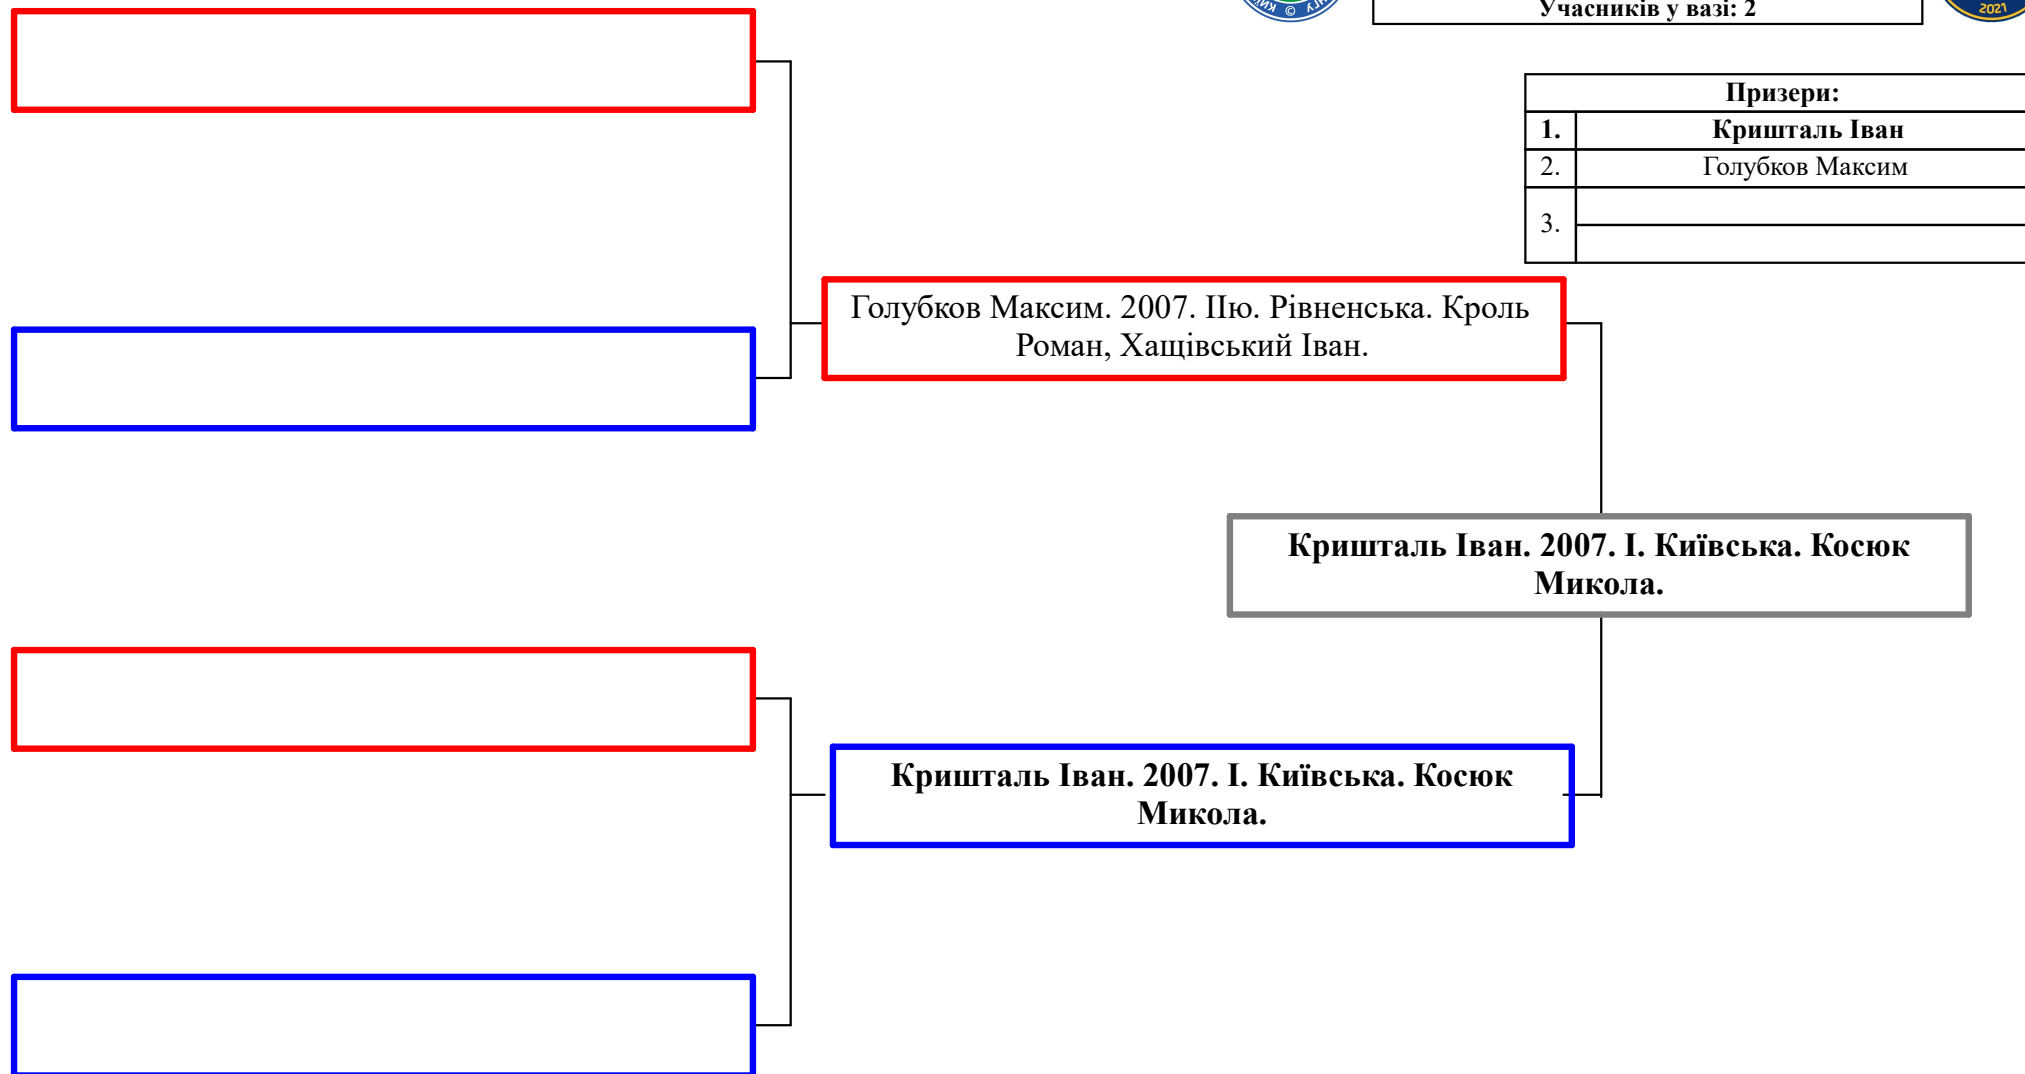 Учасників у вазі: 2
2021
Призери:
1. Кришталь Іван
2. Голубков Максим
3.
Голубков Максим. 2007. ІІю. Рівненська. Кроль
Роман, Хащівський Іван.
Кришталь Іван. 2007. І. Київська. Косюк
Микола.
Кришталь Іван. 2007. І. Київська. Косюк
Микола.